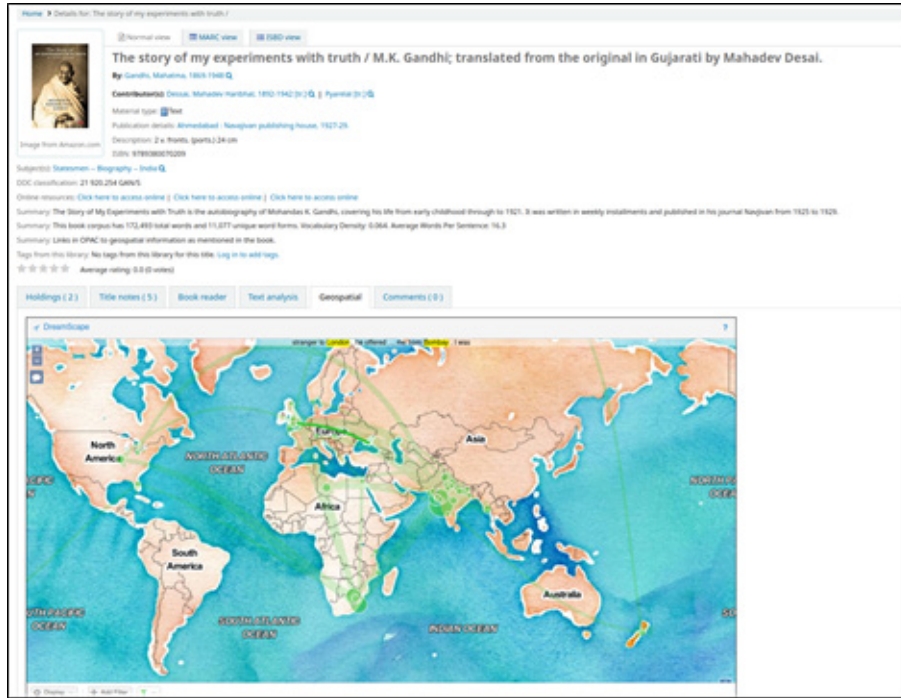 Home > Details for: The story of my experiments with truth /
Normal view MARC view ISBD view
The story of my experiments with truth / M.K. Gandhi; translated from the original in Gujarati by Mahadev Desai.
By: Gandhi, Mahatma, 1869-1948
Contributor(s): Dessai, Mahadev Haribhai, 1892-1942 [tr.] | Pyarelal [tr.]
Material type: Text
Publication details: Ahmedabad : Navajivan publishing house, 1927-29.
Description: 2 v. fronts. (ports.) 24 cm
Image from Amazon.com
ISBN: 9789380070209
Subject(s): Statesmen -- Biography -- India
DDC classification: 21 920.254 GAN/S
Online resources: Click here to access online | Click here to access online | Click here to access online
Summary: The Story of My Experiments with Truth is the autobiography of Mohandas K. Gandhi, covering his life from early childhood through to 1921. It was written in weekly installments and published in his journal Navjivan from 1925 to 1929.
Summary: This book corpus has 172,493 total words and 11,077 unique word forms. Vocabulary Density: 0.064. Average Words Per Sentence: 16.3
Summary: Links in OPAC to geospatial information as mentioned in the book.
Tags from this library: No tags from this library for this title. Log in to add tags.
Average rating: 0.0 (0 votes)
Holdings ( 2 ) Title notes ( 5 ) Book reader Text analysis Geospatial Comments ( 0 )
DreamScape ?
stranger to London , he offered ... me town Bombay . I was
Europe
Asia
North America
NORTH ATLANTIC OCEAN
Africa
South America
Australia
SOUTH ATLANTIC OCEAN
INDIAN OCEAN
SOUTH PACIFIC OCEAN
Display Add Filter